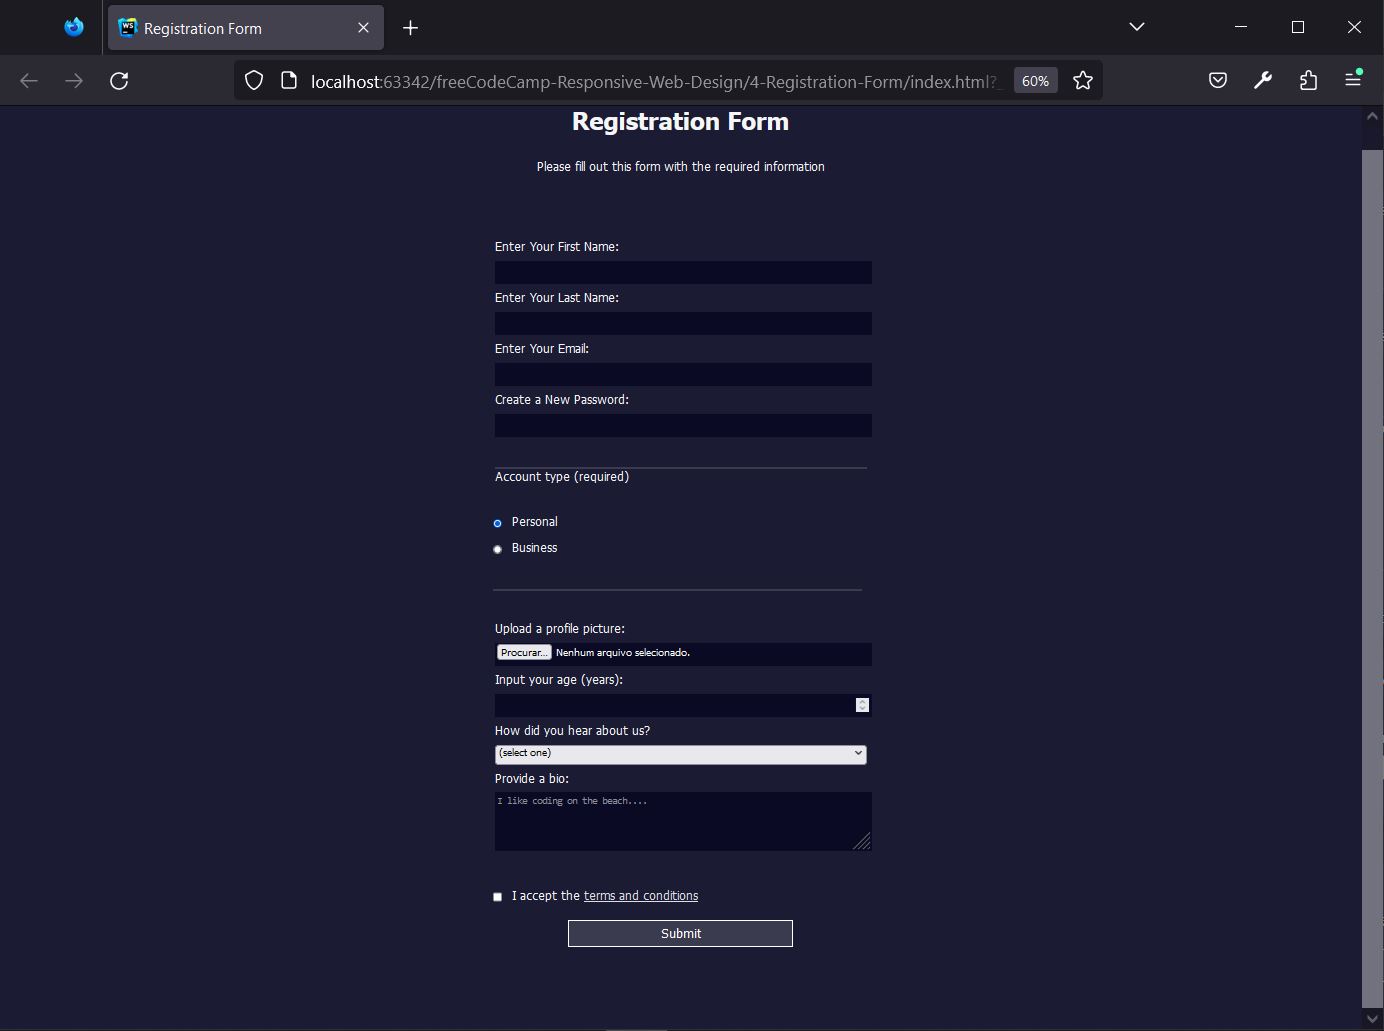 Registration Form
localhost:63342/freeCodeCamp-Responsive-Web-Design/4-Registration-Form/index.html?_
60%
Registration Form
Please fill out this form with the required information
Enter Your First Name:
Enter Your Last Name:
Enter Your Email:
Create a New Password:
Account type (required)
Personal
Business
Upload a profile picture:
Procurar... Nenhum arquivo selecionado.
Input your age (years):
How did you hear about us?
(select one)
Provide a bio:
I like coding on the beach....
I accept the terms and conditions
Submit